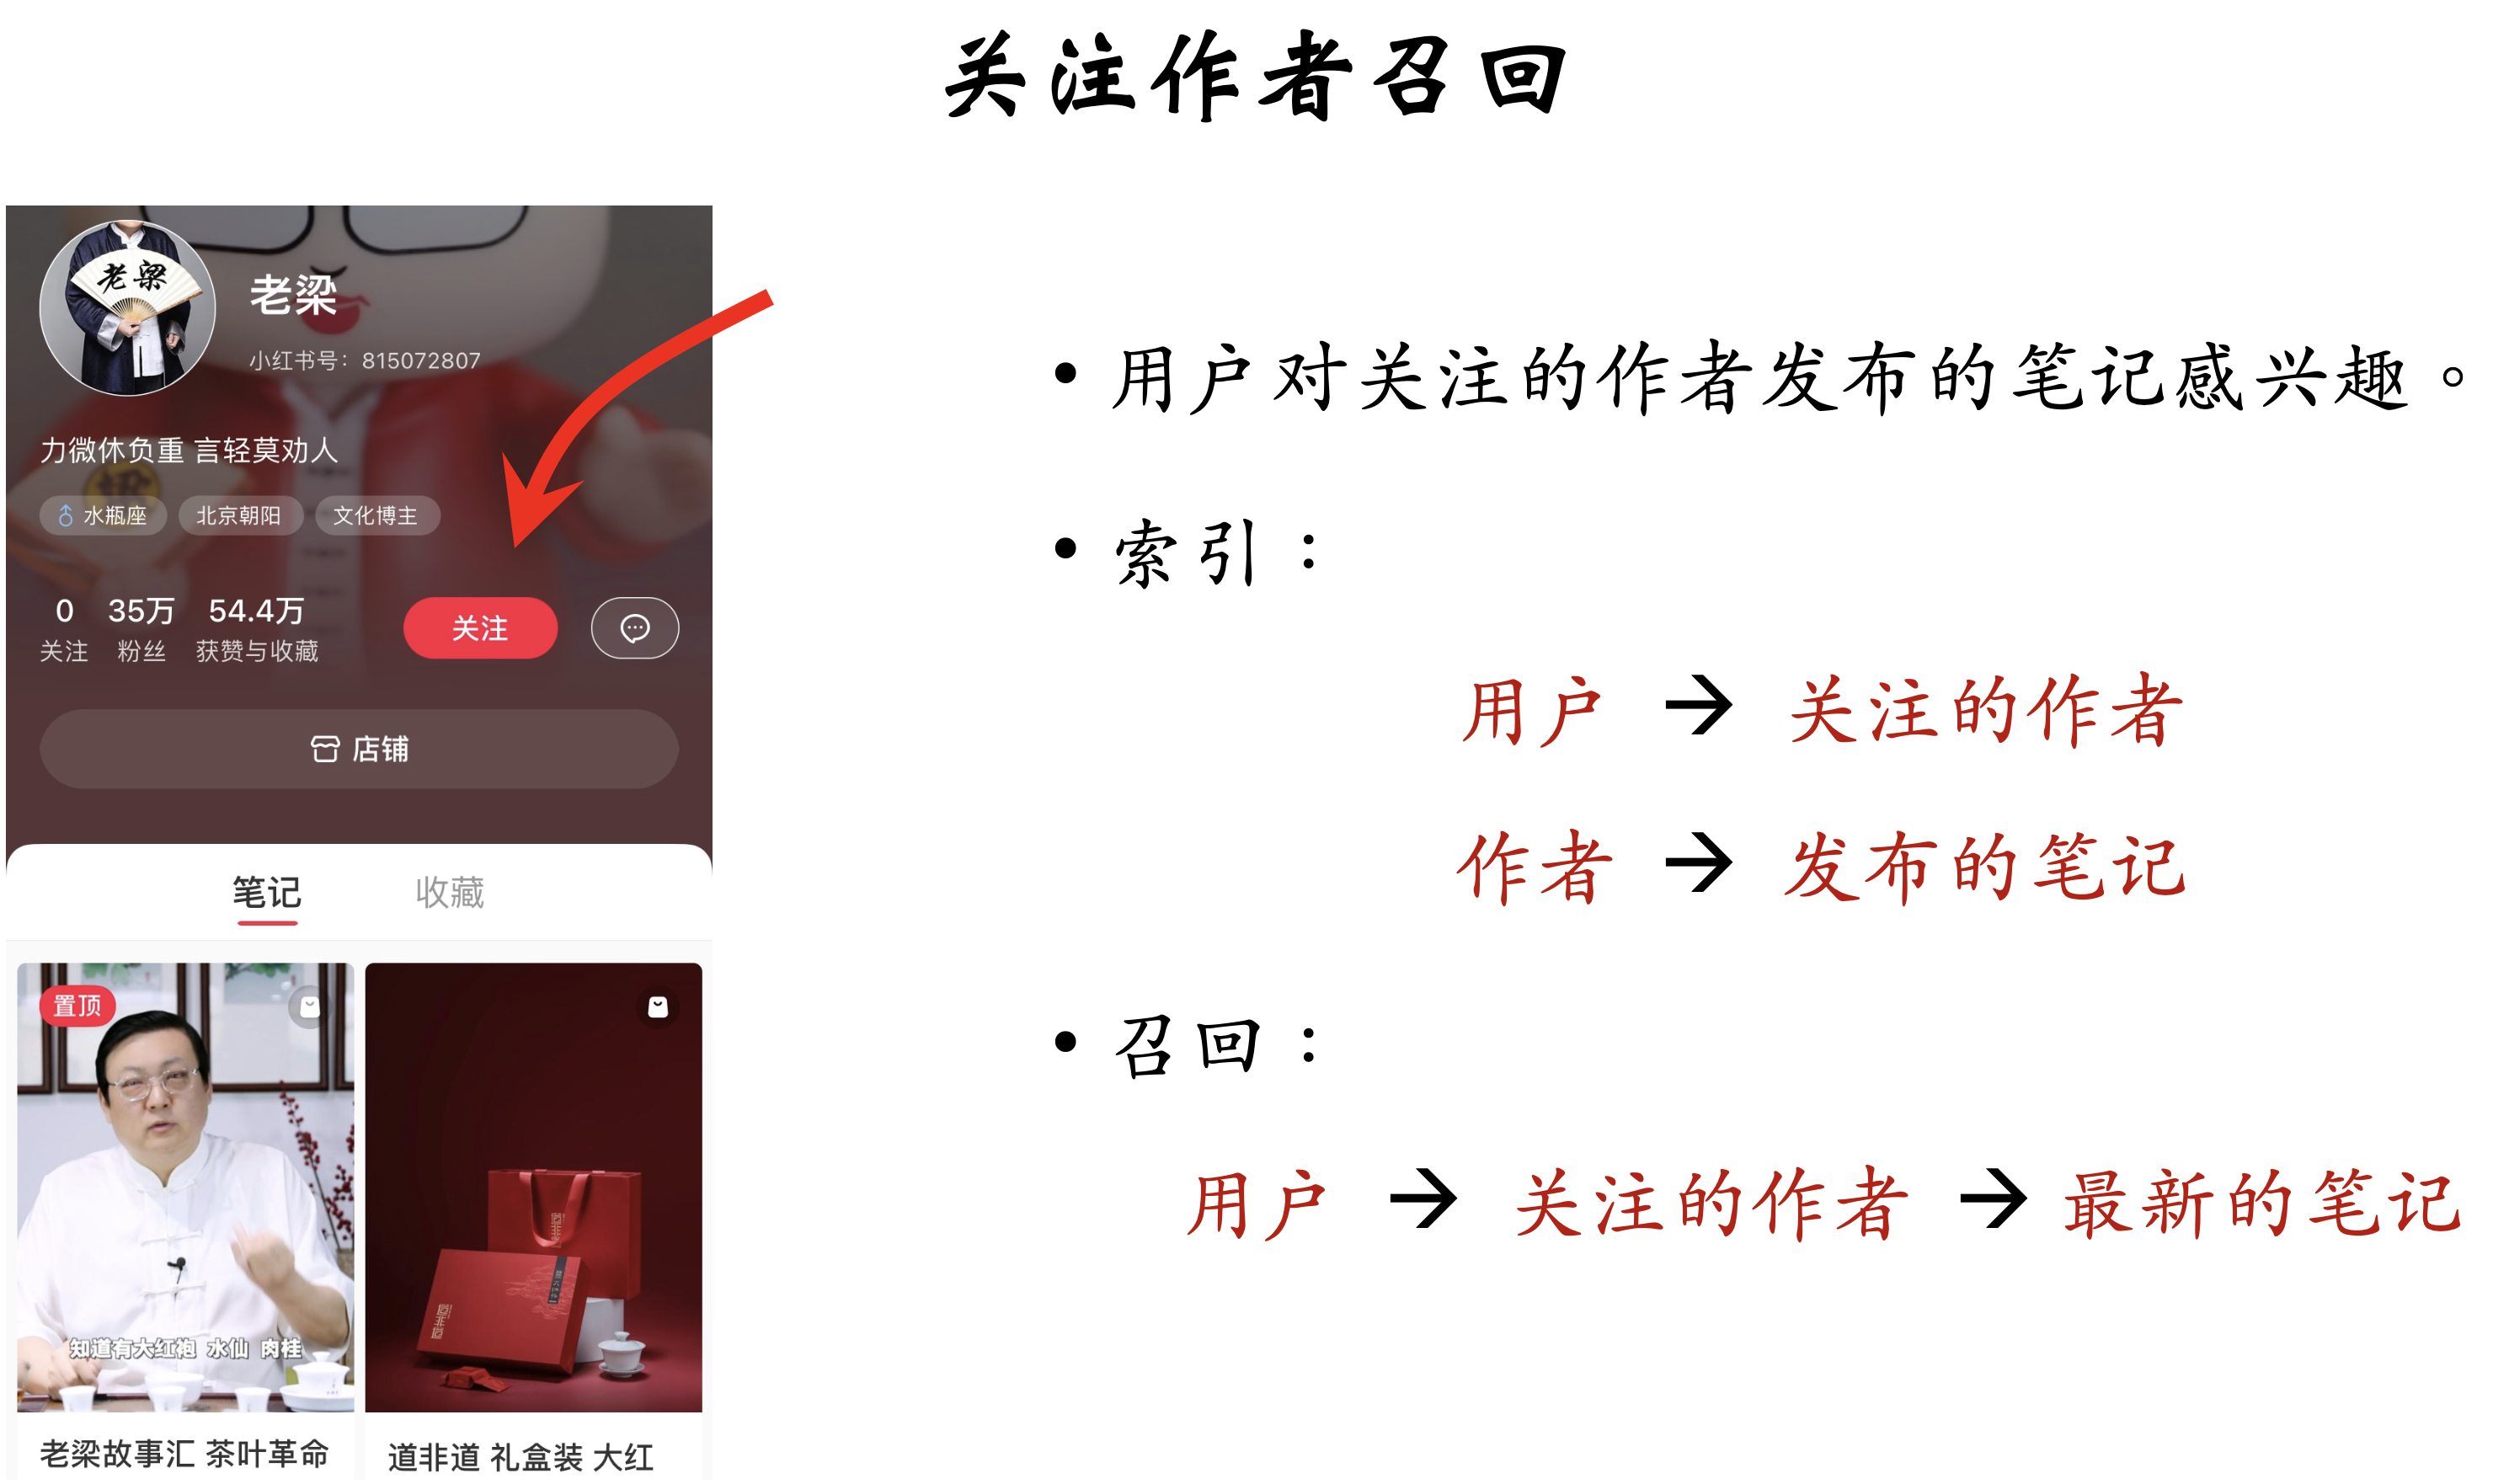 关注作者召回
老梁
老梁
小红书号：815072807
力微休负重 言轻莫劝人
水瓶座 北京朝阳 文化博主
0 35万 54.4万
关注 粉丝 获赞与收藏
关注
店铺
笔记 收藏
置顶
知道有大红袍 水仙 肉桂
道非道
道非道
老梁故事汇 茶叶革命
道非道 礼盒装 大红
• 用户对关注的作者发布的笔记感兴趣。
• 索引：
用户 → 关注的作者
作者 → 发布的笔记
• 召回：
用户 → 关注的作者 → 最新的笔记